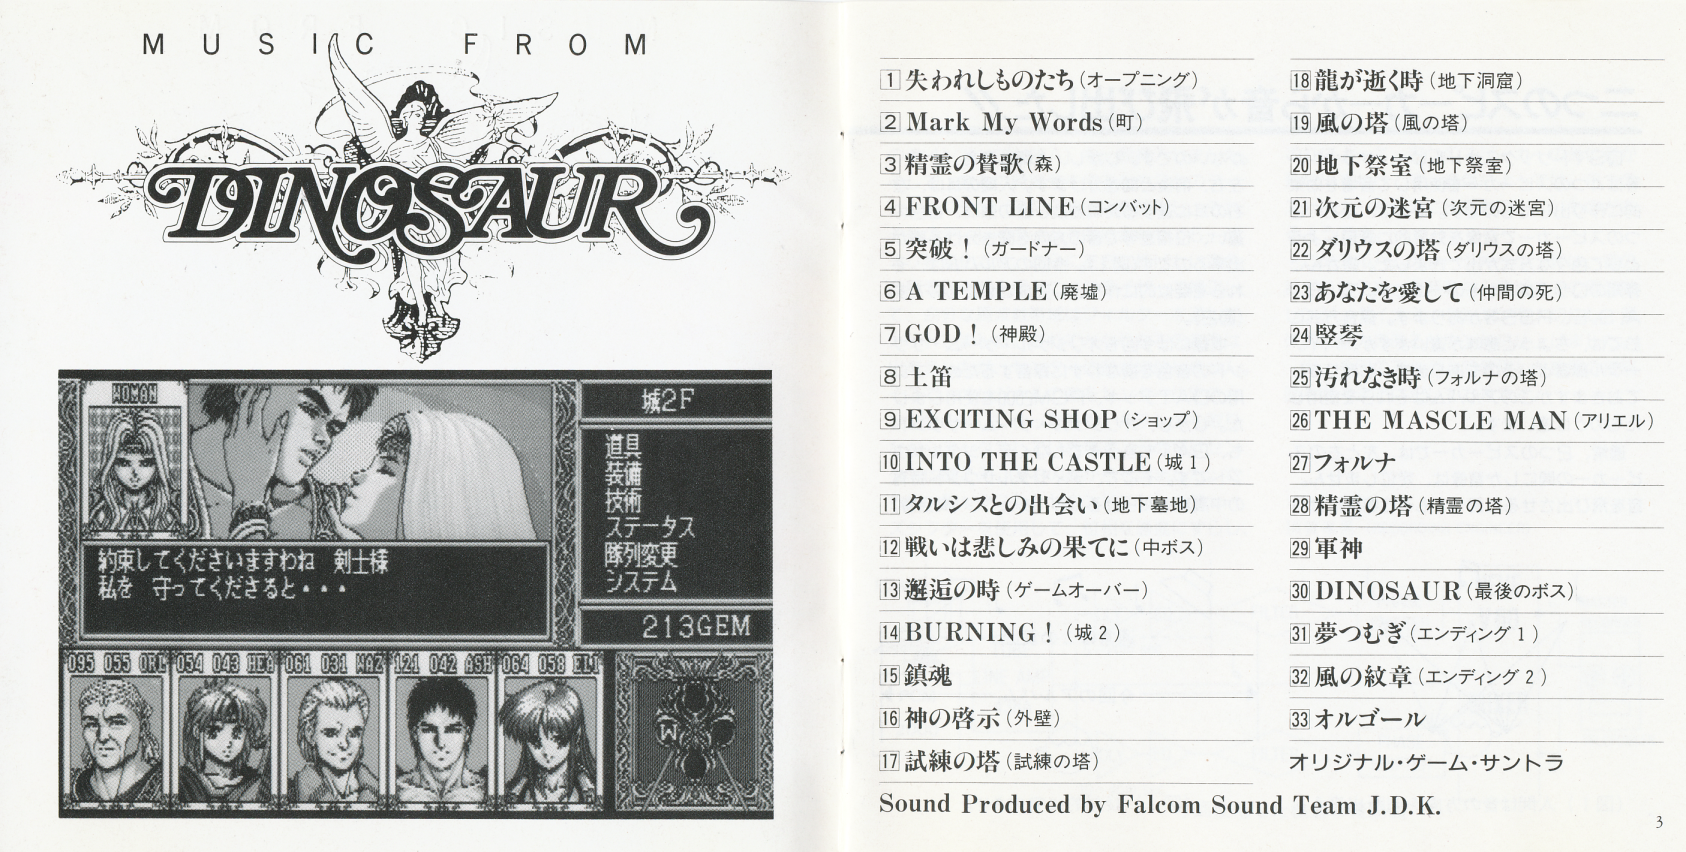 MUSIC FROM
DINOSAUR
WOMAN
城2F
道具
装備
技術
ステータス
隊列変更
システム
約束してくださいますわね　剣士様
私を　守ってくださると・・・
213GEM
095 055 ORL
054 043 HEA
061 031 WAZ
121 042 ASH
064 058 ELI
W
1 失われしものたち(オープニング)
2 Mark My Words(町)
3 精霊の賛歌(森)
4 FRONT LINE(コンバット)
5 突破！(ガードナー)
6 A TEMPLE(廃墟)
7 GOD！(神殿)
8 土笛
9 EXCITING SHOP(ショップ)
10 INTO THE CASTLE(城1)
11 タルシスとの出会い(地下墓地)
12 戦いは悲しみの果てに(中ボス)
13 邂逅の時(ゲームオーバー)
14 BURNING！(城2)
15 鎮魂
16 神の啓示(外壁)
17 試練の塔(試練の塔)
18 龍が逝く時(地下洞窟)
19 風の塔(風の塔)
20 地下祭室(地下祭室)
21 次元の迷宮(次元の迷宮)
22 ダリウスの塔(ダリウスの塔)
23 あなたを愛して(仲間の死)
24 竪琴
25 汚れなき時(フォルナの塔)
26 THE MASCLE MAN(アリエル)
27 フォルナ
28 精霊の塔(精霊の塔)
29 軍神
30 DINOSAUR(最後のボス)
31 夢つむぎ(エンディング1)
32 風の紋章(エンディング2)
33 オルゴール
オリジナル・ゲーム・サントラ
Sound Produced by Falcom Sound Team J.D.K.
3